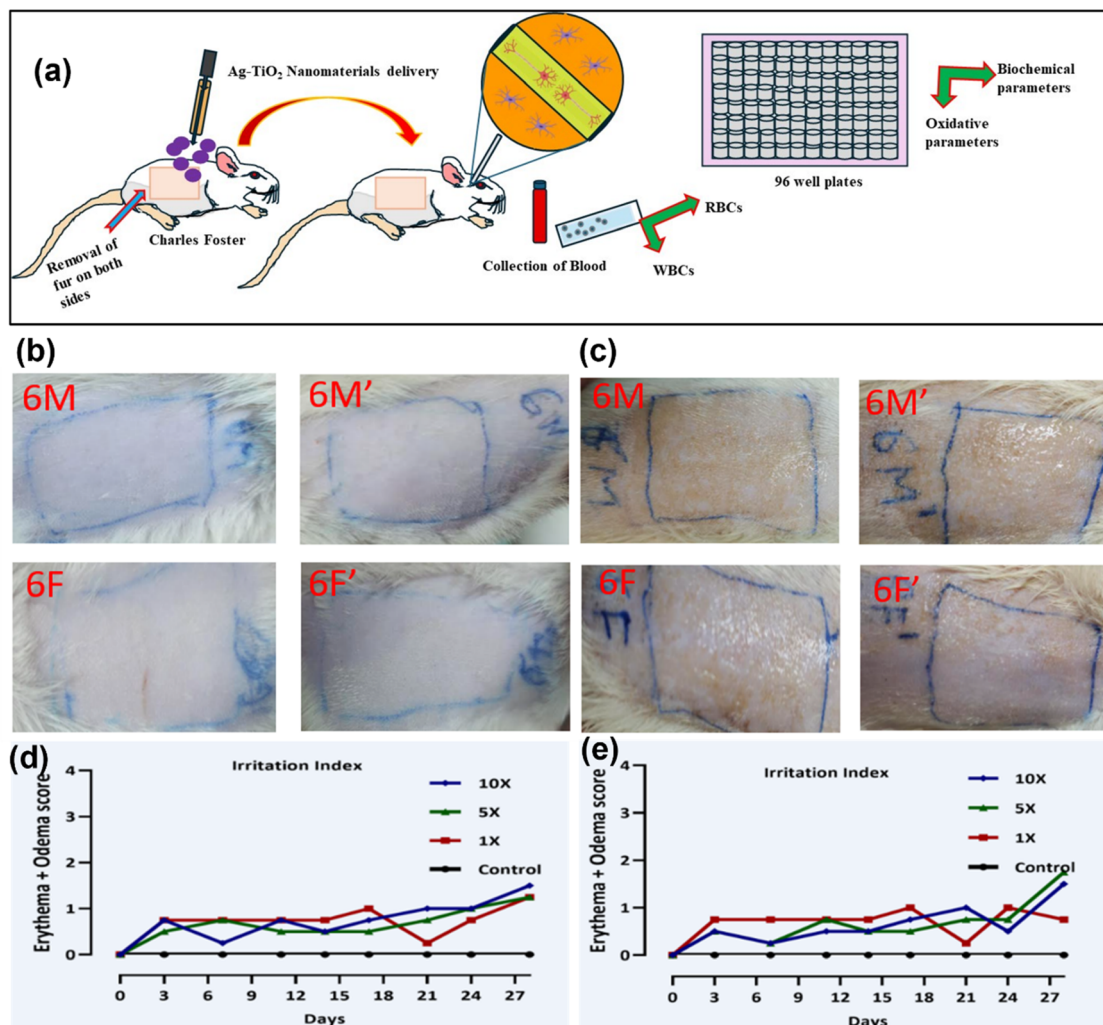 (a)
Ag-TiO₂ Nanomaterials delivery
Removal of
fur on both
sides
Charles Foster
Collection of Blood
RBCs
WBCs
96 well plates
Biochemical
parameters
Oxidative
parameters
(b)
6M
6M’
6F
6F’
(c)
6M
6M
6M’
6M'
6F
6F’
F'
(d)
Irritation Index
Erythema + Odema score
4
3
2
1
0
10X
5X
1X
Control
0 3 6 9 12 15 18 21 24 27
Days
(e)
Irritation Index
Erythema + Odema score
4
3
2
1
0
10X
5X
1X
Control
0 3 6 9 12 15 18 21 24 27
Days